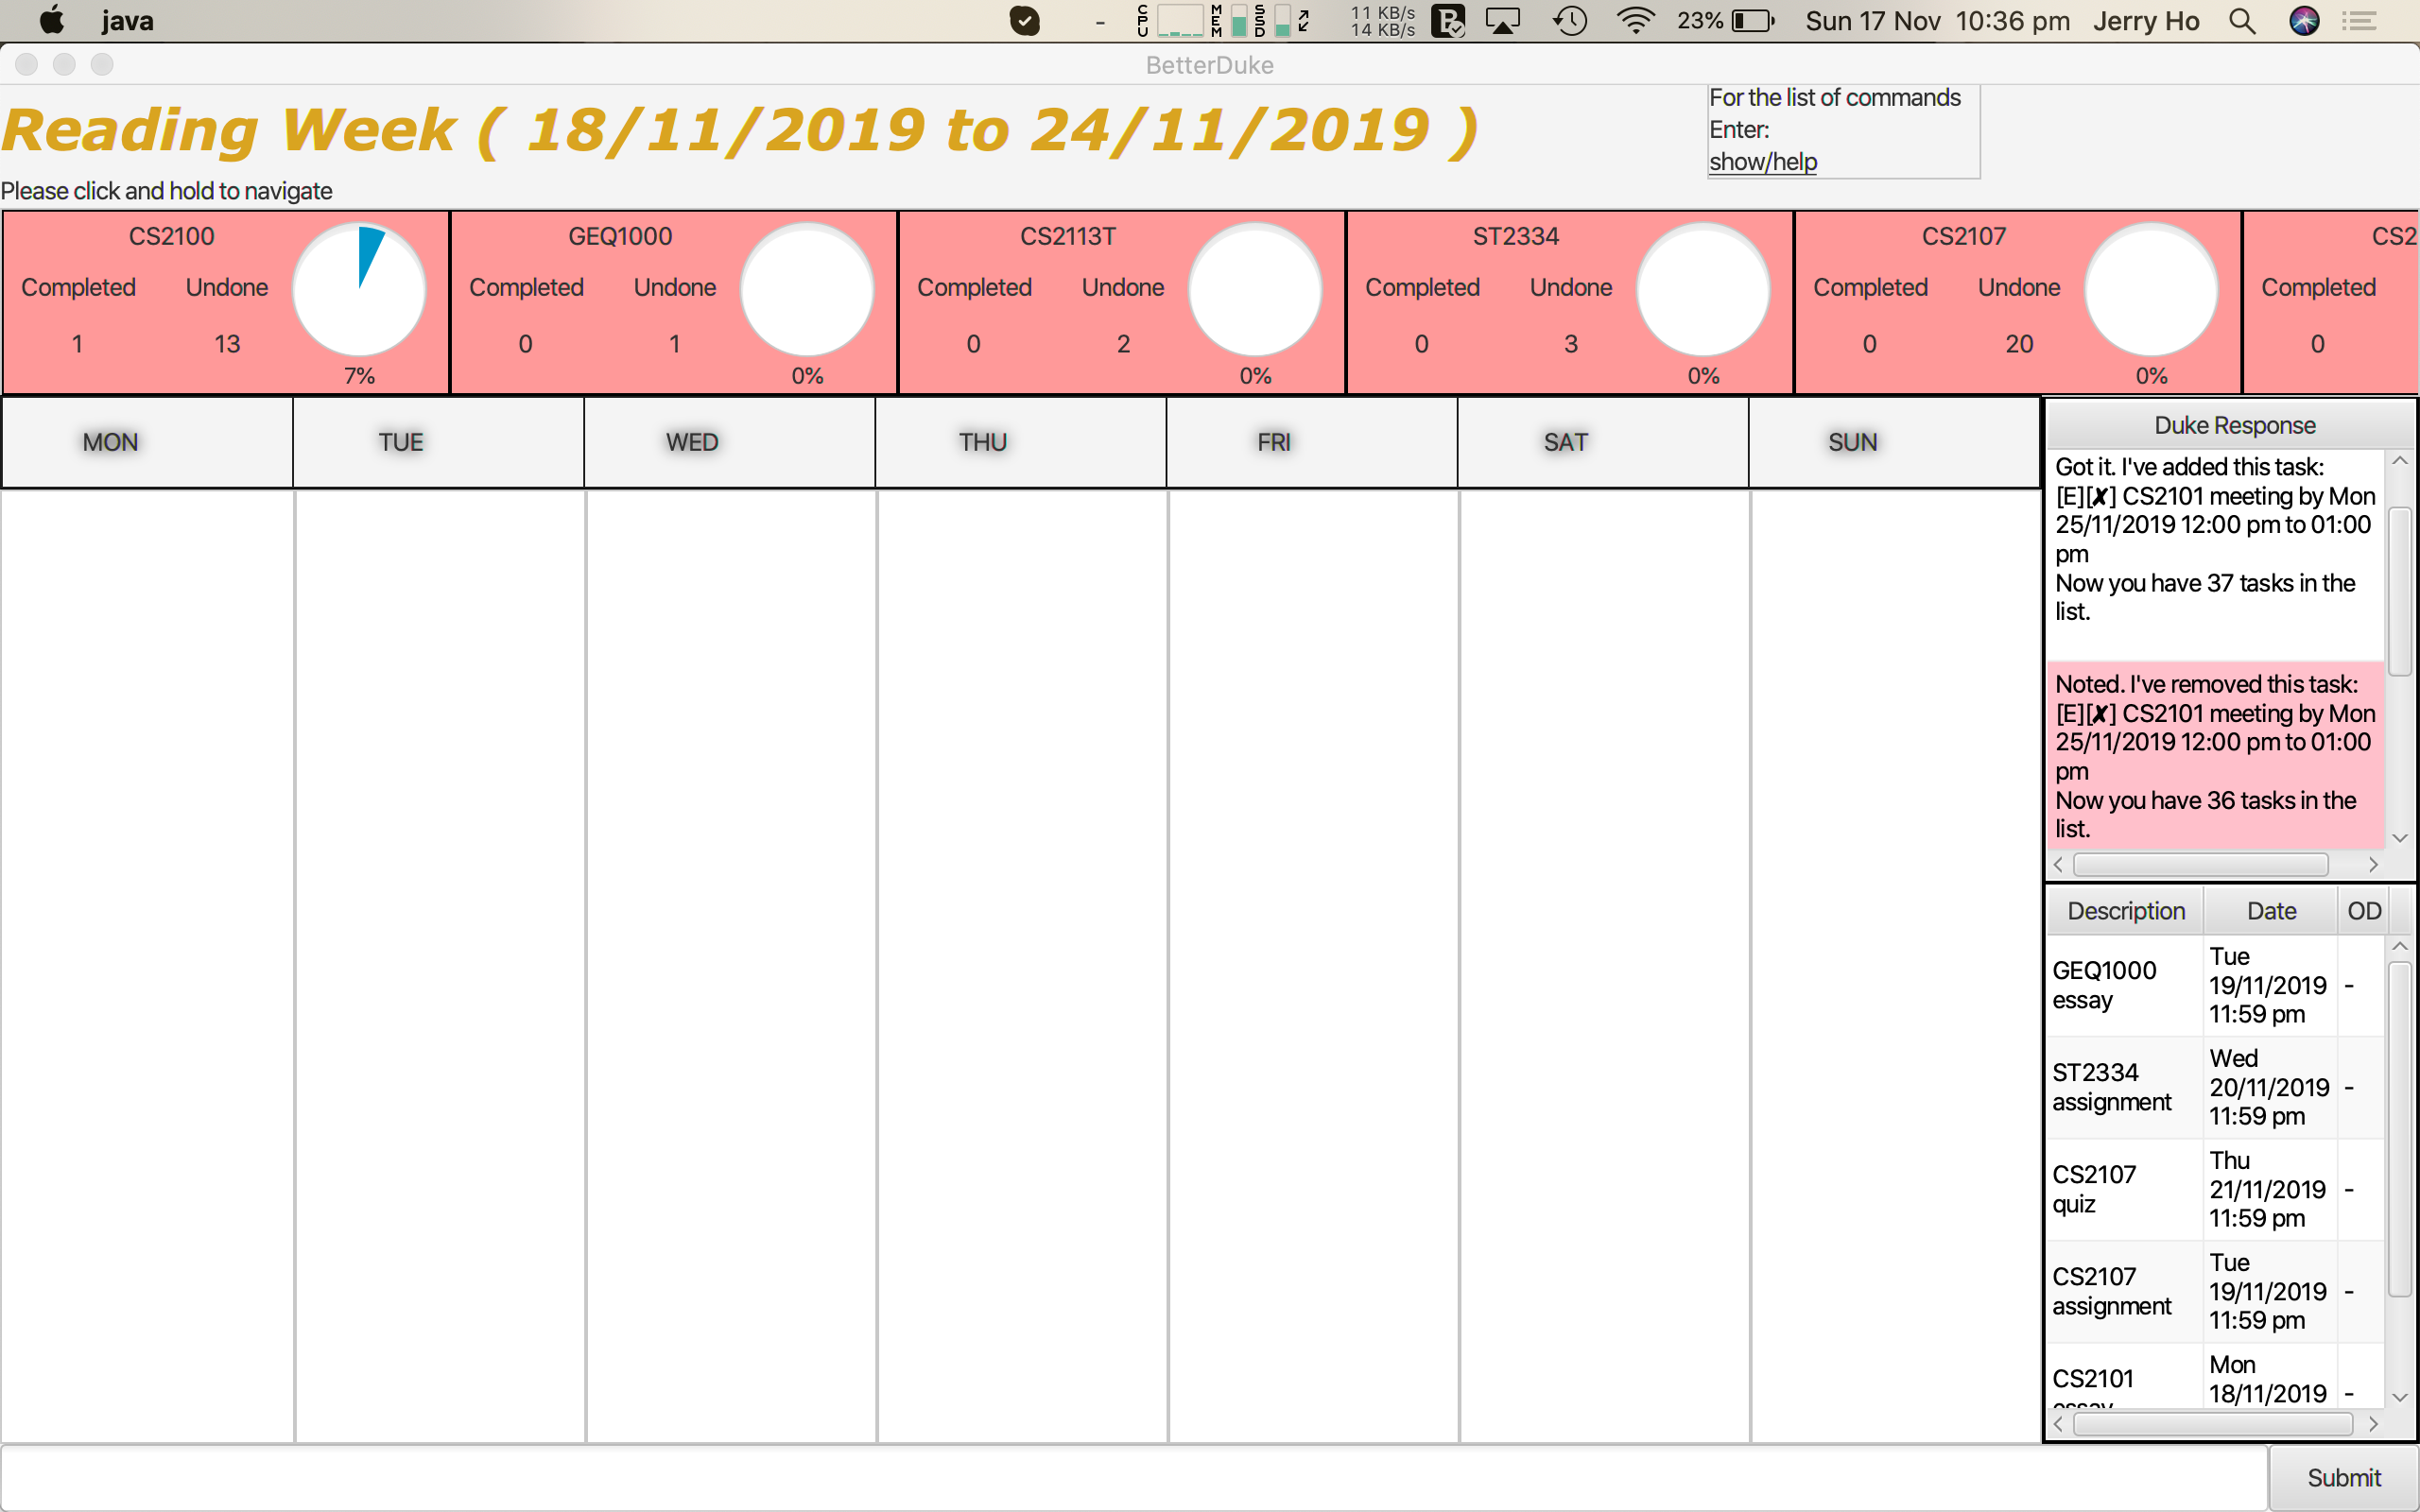 java
-
CPU
MEM
SSD
11 KB/s
14 KB/s
B
23%
Sun 17 Nov 10:36 pm
Jerry Ho
BetterDuke
Reading Week ( 18/11/2019 to 24/11/2019 )
For the list of commands
Enter:
show/help
Please click and hold to navigate
CS2100
Completed Undone
1 13
7%
GEQ1000
Completed Undone
0 1
0%
CS2113T
Completed Undone
0 2
0%
ST2334
Completed Undone
0 3
0%
CS2107
Completed Undone
0 20
0%
CS2
Completed
0
MON TUE WED THU FRI SAT SUN
Duke Response
Got it. I've added this task:
[E][✘] CS2101 meeting by Mon
25/11/2019 12:00 pm to 01:00
pm
Now you have 37 tasks in the
list.
Noted. I've removed this task:
[E][✘] CS2101 meeting by Mon
25/11/2019 12:00 pm to 01:00
pm
Now you have 36 tasks in the
list.
Description Date OD
GEQ1000
essay
Tue
19/11/2019
11:59 pm
-
ST2334
assignment
Wed
20/11/2019
11:59 pm
-
CS2107
quiz
Thu
21/11/2019
11:59 pm
-
CS2107
assignment
Tue
19/11/2019
11:59 pm
-
CS2101
essay
Mon
18/11/2019
-
Submit